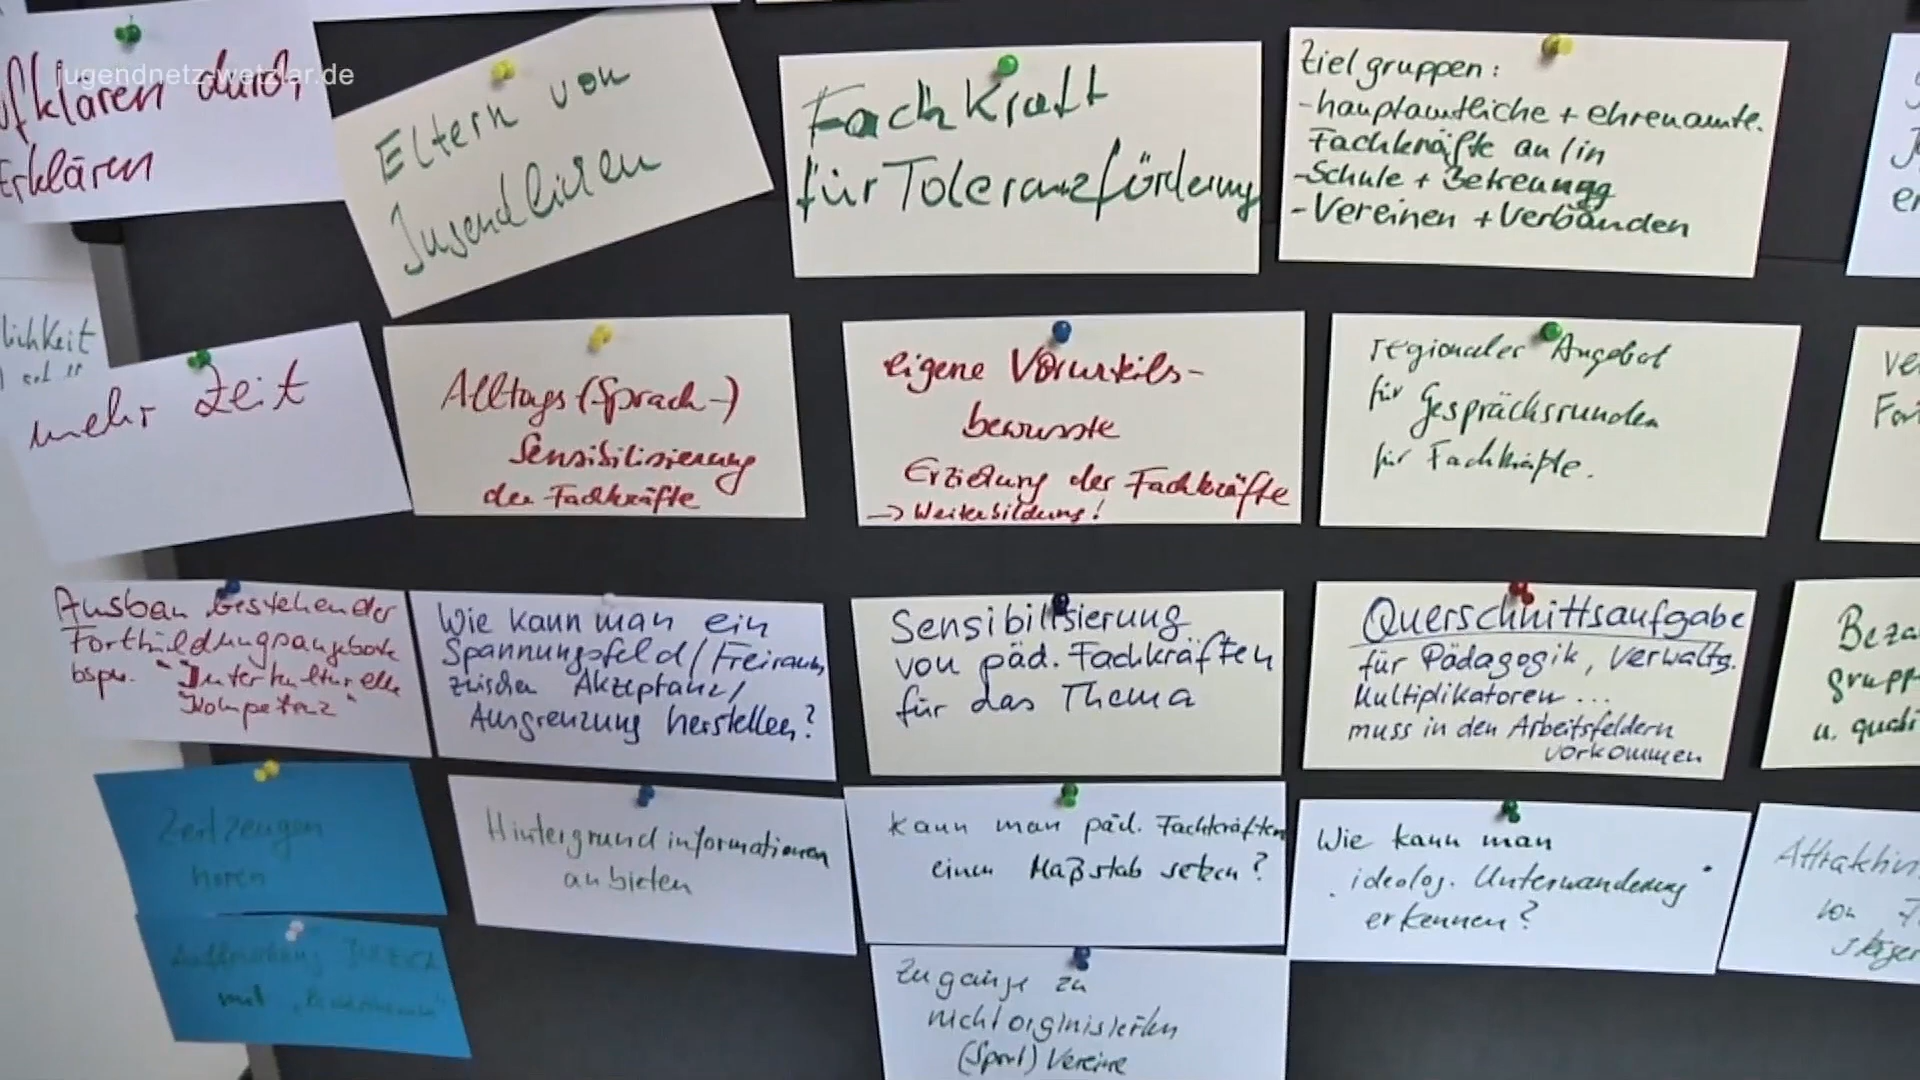 jugendnetz-wetzlar.de
fklären durch
Erklären
Eltern von
Jugendlichen
Fachkraft
für Toleranzförderung
Zielgruppen:
-hauptamtliche + ehrenamtl.
Fachkräfte an/in
-Schule + Betreuung
-Vereinen + Verbänden
lichkeit
mehr Zeit
Alltags (Sprach-)
Sensibilisierung
der Fachkräfte
eigene Vorurteils-
bewusste
Erziehung der Fachkräfte
-> Weiterbildung!
regionaler Angebot
für Gesprächsrunden
für Fachkräfte.
Ausbau bestehender
Fortbildungsangebote
bspw. "Interkulturelle
Kompetenz"
Wie kann man ein
Spannungsfeld/Freiraum,
zwischen Akzeptanz/
Ausgrenzung herstellen?
Sensibilisierung
von päd. Fachkräften
für das Thema
Querschnittsaufgabe
für Pädagogik, Verwaltg.
Multiplikatoren...
muss in den Arbeitsfeldern
vorkommen
u.
Zeitzeugen
hören
Hintergrundinformationen
anbieten
kann man päd. Fachkräften
einen Maßstab setzen?
Wie kann man
ideolog. Unterwanderung
erkennen?
mit
Zugänge zu
nicht orginisierten
(Sport) Vereine